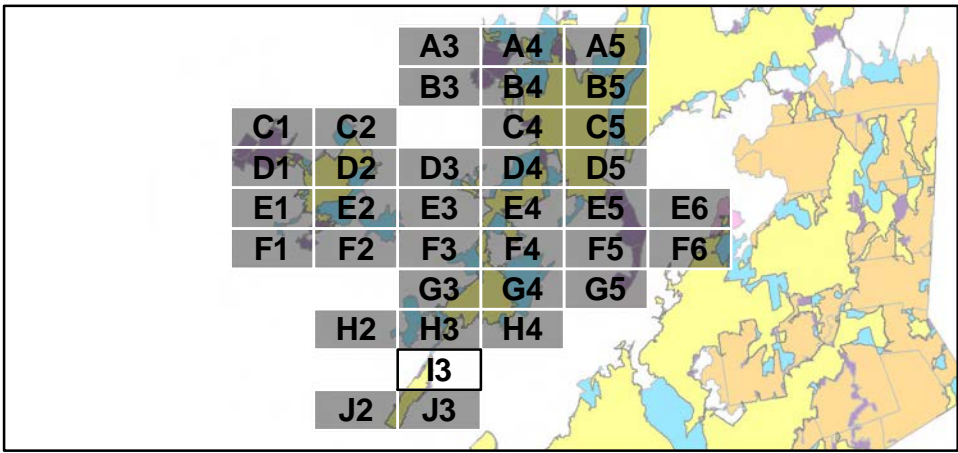 A3 A4 A5
B3 B4 B5
C1 C2 C4 C5
D1 D2 D3 D4 D5
E1 E2 E3 E4 E5 E6
F1 F2 F3 F4 F5 F6
G3 G4 G5
H2 H3 H4
I3
J2 J3